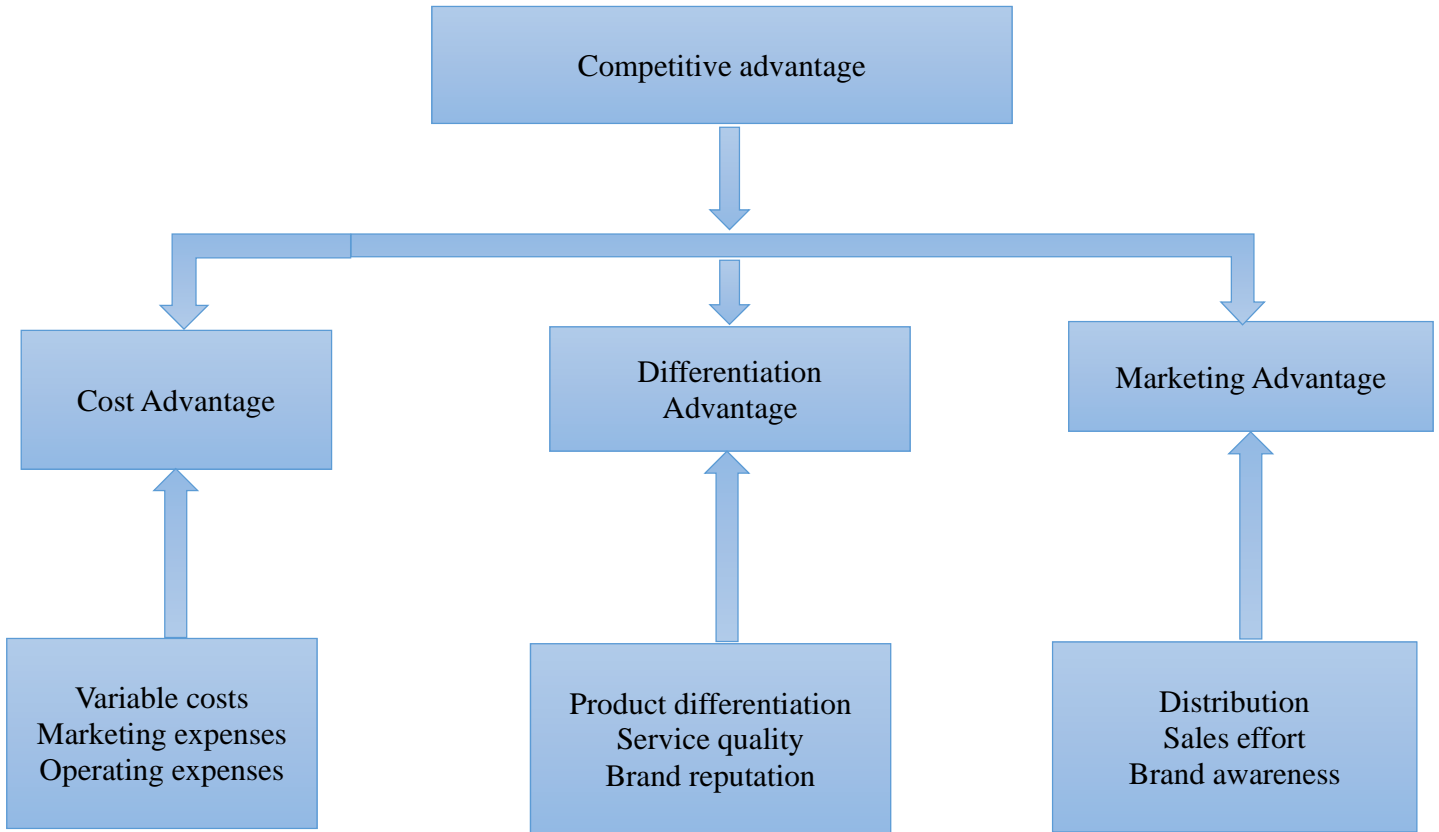 Competitive advantage
Cost Advantage
Differentiation
Advantage
Marketing Advantage
Variable costs
Marketing expenses
Operating expenses
Product differentiation
Service quality
Brand reputation
Distribution
Sales effort
Brand awareness